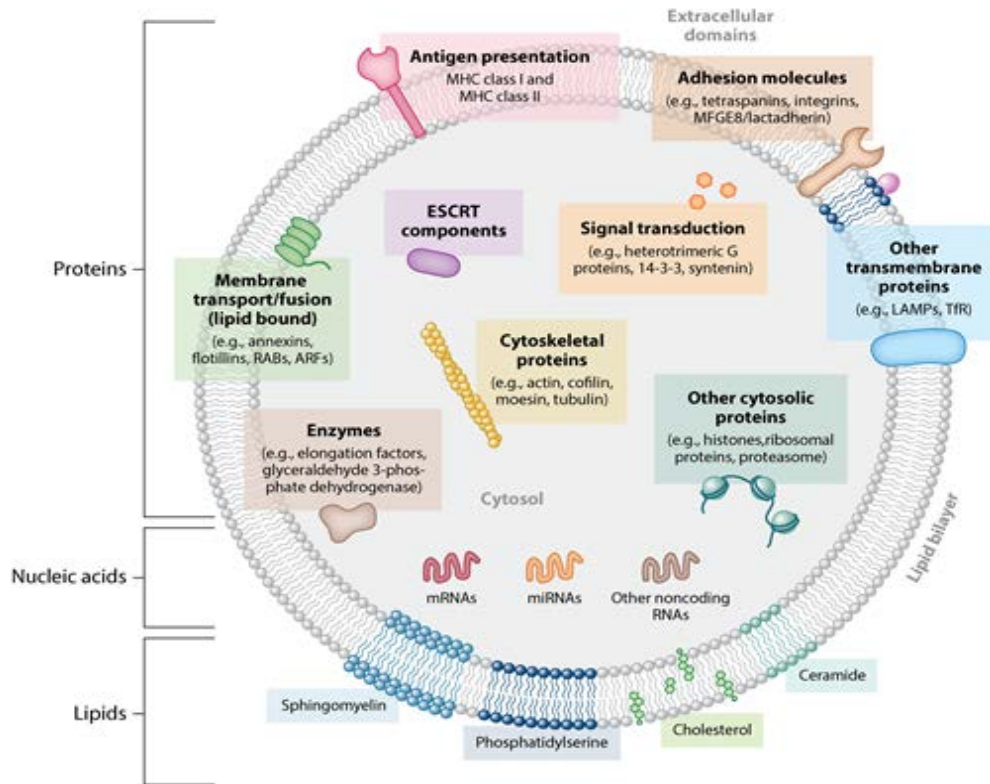 Extracellular
domains
Antigen presentation
MHC class I and
MHC class II
Adhesion molecules
(e.g., tetraspanins, integrins,
MFGE8/lactadherin)
ESCRT
components
Signal transduction
(e.g., heterotrimeric G
proteins, 14-3-3, syntenin)
Other
transmembrane
proteins
(e.g., LAMPs, TfR)
Proteins
Membrane
transport/fusion
(lipid bound)
(e.g., annexins,
flotillins, RABs, ARFs)
Cytoskeletal
proteins
(e.g., actin, cofilin,
moesin, tubulin)
Other cytosolic
proteins
(e.g., histones,ribosomal
proteins, proteasome)
Enzymes
(e.g., elongation factors,
glyceraldehyde 3-phos-
phate dehydrogenase)
Cytosol
Lipid bilayer
Nucleic acids
mRNAs
miRNAs
Other noncoding
RNAs
Lipids
Sphingomyelin
Phosphatidylserine
Cholesterol
Ceramide